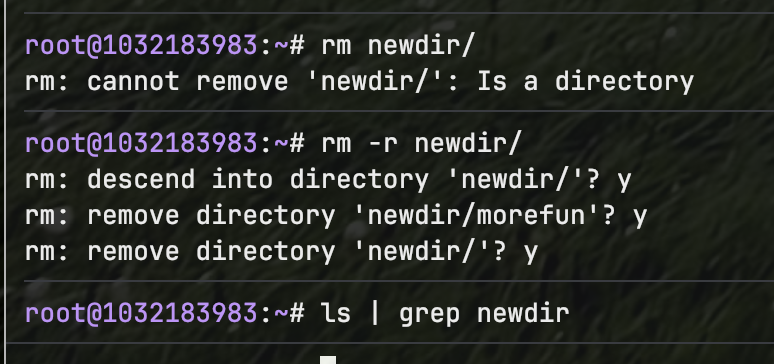 root@1032183983:~# rm newdir/
rm: cannot remove 'newdir/': Is a directory
root@1032183983:~# rm -r newdir/
rm: descend into directory 'newdir/'? y
rm: remove directory 'newdir/morefun'? y
rm: remove directory 'newdir/'? y
root@1032183983:~# ls | grep newdir